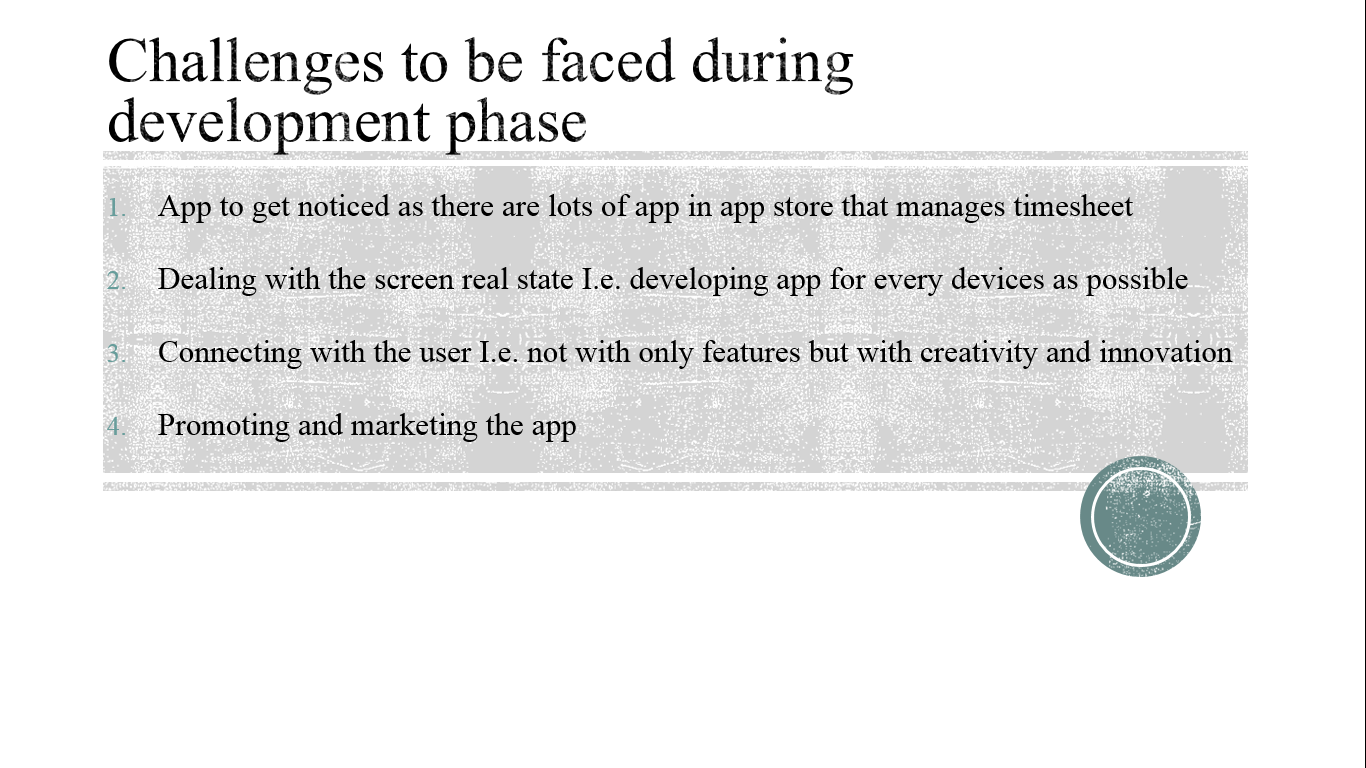 Challenges to be faced during
development phase
1. App to get noticed as there are lots of app in app store that manages timesheet
2. Dealing with the screen real state I.e. developing app for every devices as possible
3. Connecting with the user I.e. not with only features but with creativity and innovation
4. Promoting and marketing the app